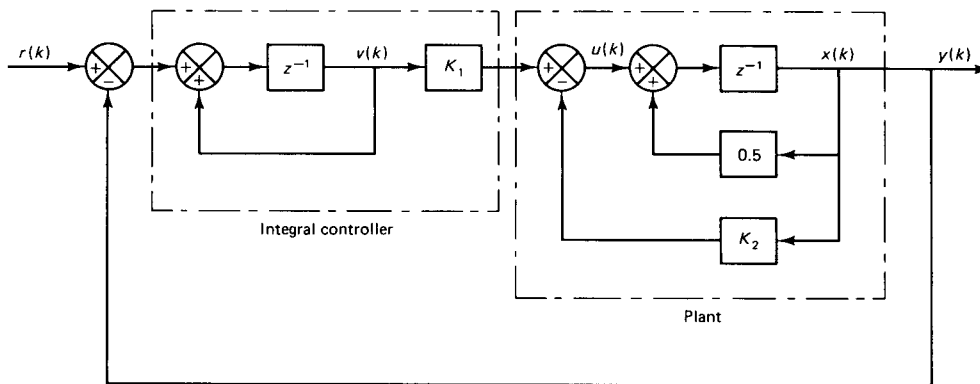 r(k)
+
−
+
+
z⁻¹
v(k)
K₁
+
−
u(k)
+
+
z⁻¹
x(k)
y(k)
0.5
K₂
Integral controller
Plant